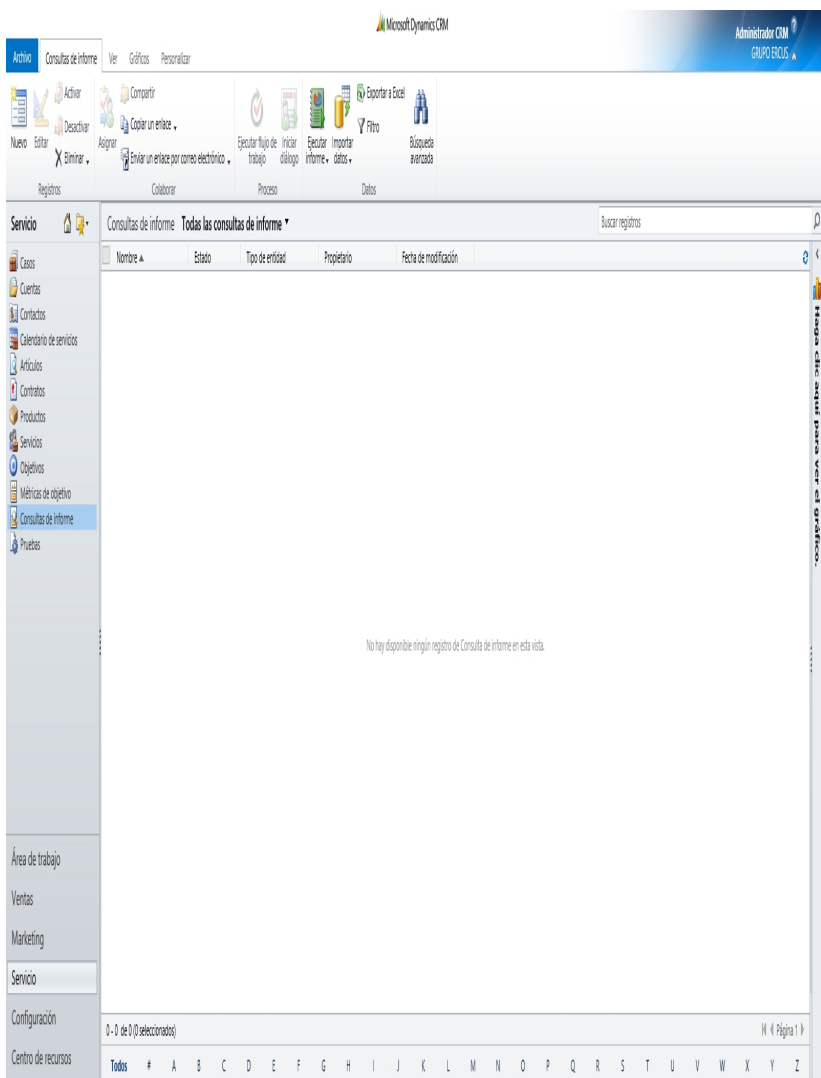 Microsoft Dynamics CRM
Administrador CRM
GRUPO ERCUS
Archivo
Consultas de informe
Ver
Gráficos
Personalizar
Nuevo
Editar
Activar
Desactivar
Eliminar
Registros
Asignar
Compartir
Copiar un enlace
Enviar un enlace por correo electrónico
Colaborar
Ejecutar flujo de trabajo
Iniciar diálogo
Proceso
Ejecutar informe
Importar datos
Exportar a Excel
Filtro
Búsqueda avanzada
Datos
Servicio
Casos
Cuentas
Contactos
Calendario de servicios
Artículos
Contratos
Productos
Servicios
Objetivos
Métricas de objetivo
Consultas de informe
Pruebas
Área de trabajo
Ventas
Marketing
Servicio
Configuración
Centro de recursos
Consultas de informe Todas las consultas de informe
Buscar registros
Nombre Estado Tipo de entidad Propietario Fecha de modificación
Haga clic aquí para ver el gráfico.
No hay disponible ningún registro de Consulta de informe en esta vista.
0 - 0 de 0 (0 seleccionados)
Página 1
Todos # A B C D E F G H I J K L M N O P Q R S T U V W X Y Z